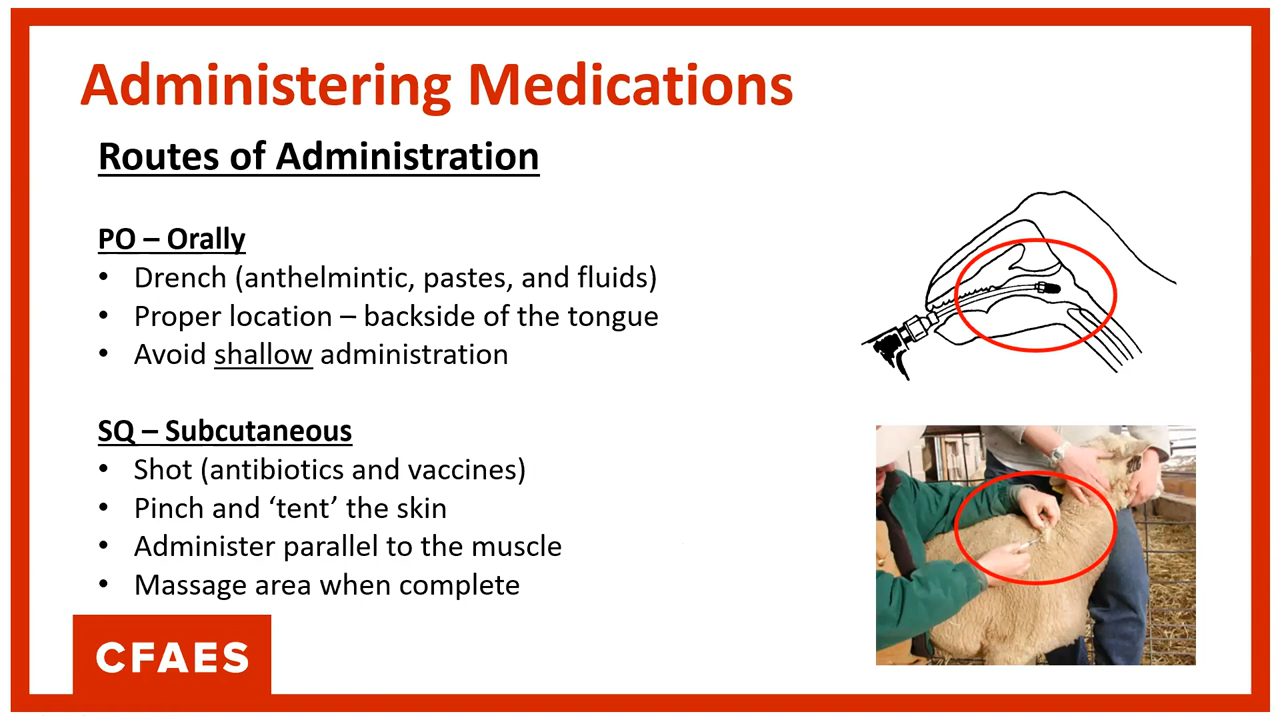 Administering Medications
Routes of Administration
PO – Orally
• Drench (anthelmintic, pastes, and fluids)
• Proper location – backside of the tongue
• Avoid shallow administration
SQ – Subcutaneous
• Shot (antibiotics and vaccines)
• Pinch and ‘tent’ the skin
• Administer parallel to the muscle
• Massage area when complete
CFAES